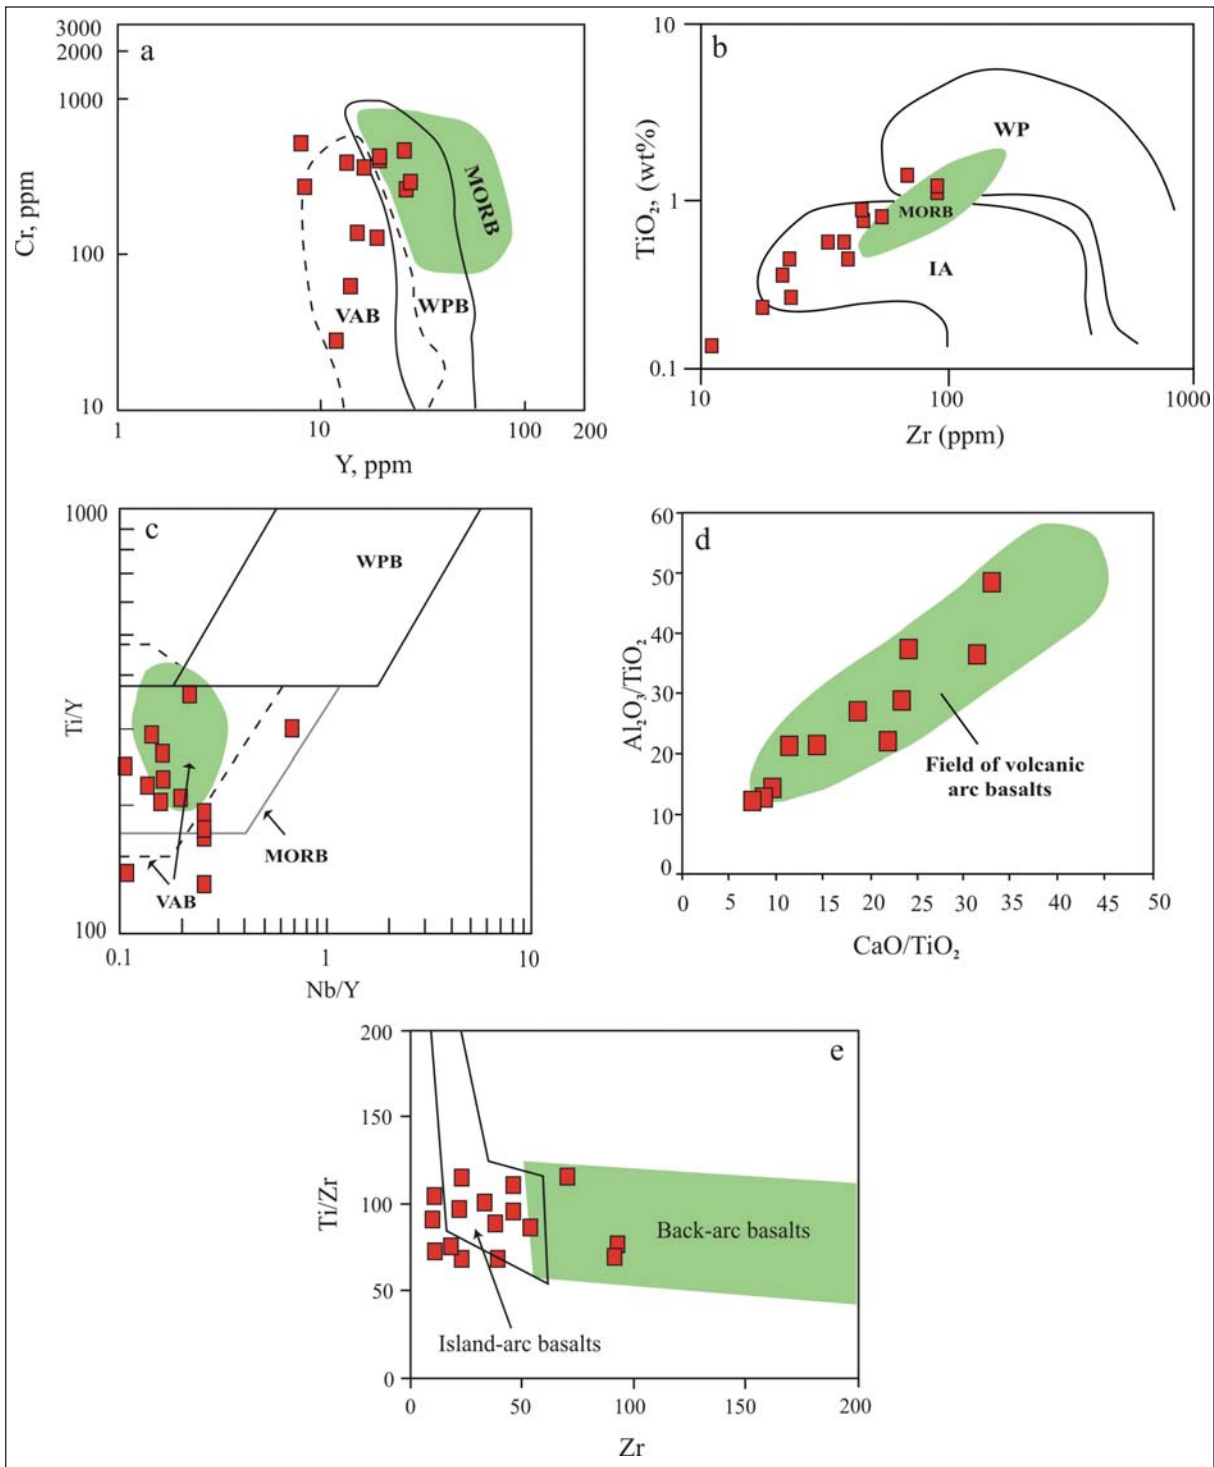 a
3000
2000
1000
100
10
Cr, ppm
MORB
VAB
WPB
1
10
100
200
Y, ppm
b
10
1
0.1
TiO₂, (wt%)
WP
MORB
IA
10
100
1000
Zr (ppm)
c
1000
100
Ti/Y
WPB
MORB
VAB
0.1
1
10
Nb/Y
d
60
50
40
30
20
10
0
Al₂O₃/TiO₂
Field of volcanic
arc basalts
0
5
10
15
20
25
30
35
40
45
50
CaO/TiO₂
e
200
150
100
50
0
Ti/Zr
Back-arc basalts
Island-arc basalts
0
50
100
150
200
Zr